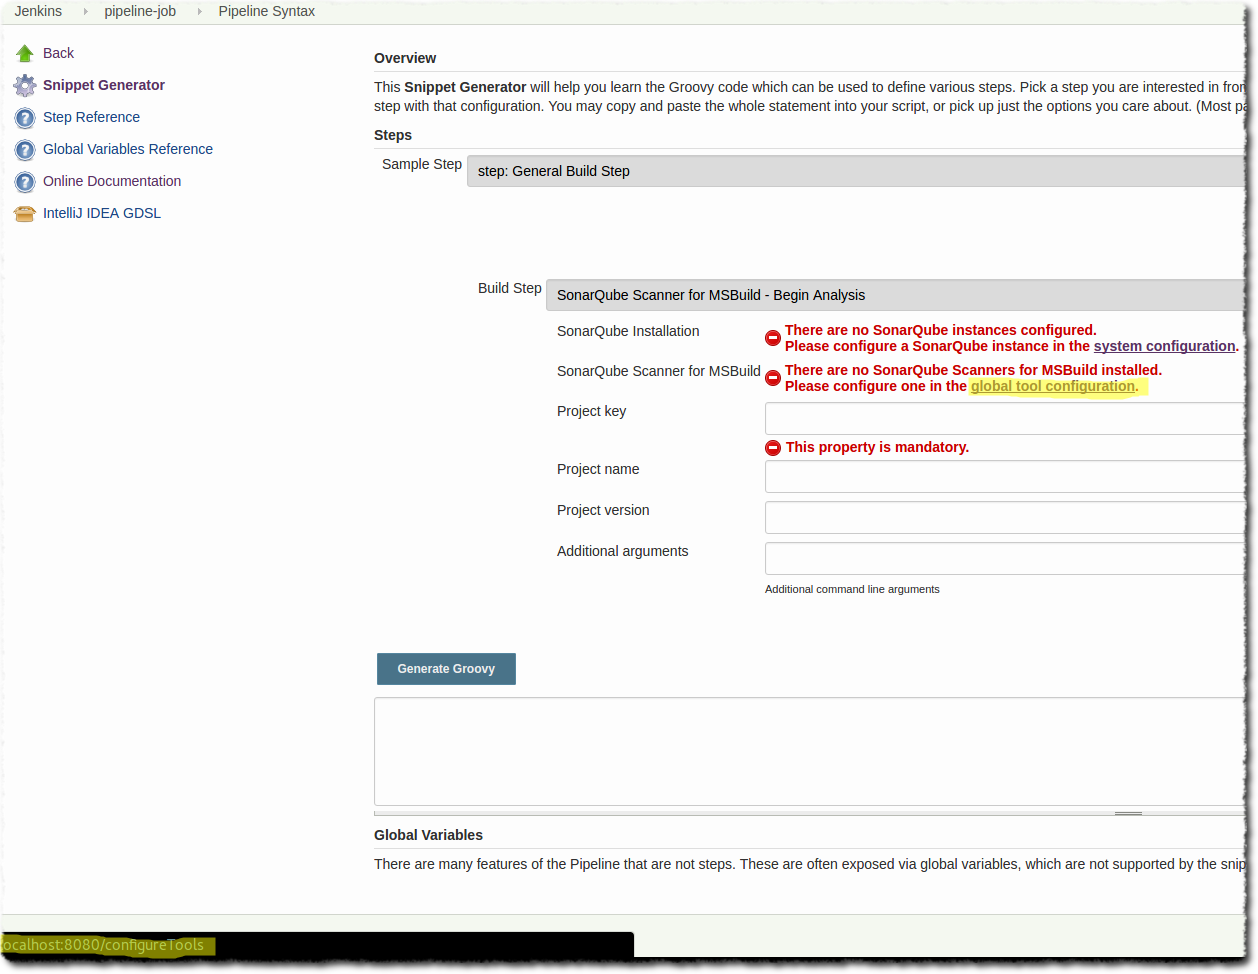 Jenkins pipeline-job Pipeline Syntax
Back
Snippet Generator
Step Reference
Global Variables Reference
Online Documentation
IntelliJ IDEA GDSL
Overview
This Snippet Generator will help you learn the Groovy code which can be used to define various steps. Pick a step you are interested in from
step with that configuration. You may copy and paste the whole statement into your script, or pick up just the options you care about. (Most pa
Steps
Sample Step step: General Build Step
Build Step SonarQube Scanner for MSBuild - Begin Analysis
SonarQube Installation There are no SonarQube instances configured.
Please configure a SonarQube instance in the system configuration.
SonarQube Scanner for MSBuild There are no SonarQube Scanners for MSBuild installed.
Please configure one in the global tool configuration.
Project key
This property is mandatory.
Project name
Project version
Additional arguments
Additional command line arguments
Generate Groovy
Global Variables
There are many features of the Pipeline that are not steps. These are often exposed via global variables, which are not supported by the snip
ocalhost:8080/configureTools